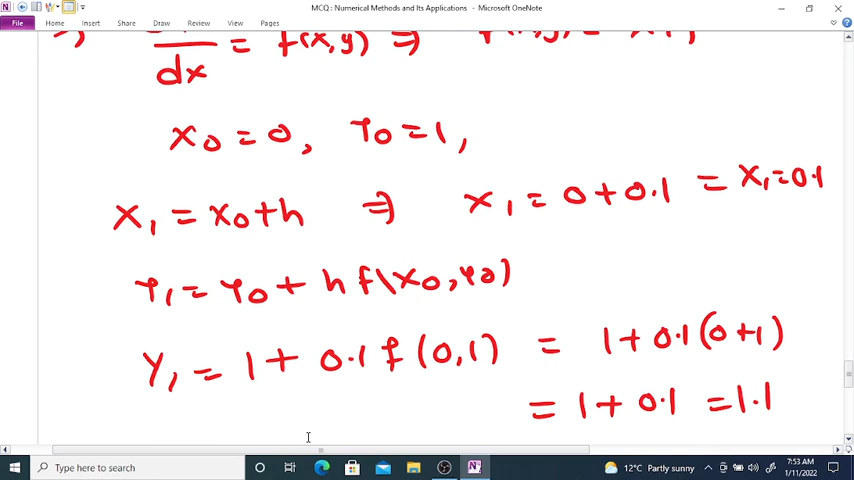 MCQ : Numerical Methods and Its Applications - Microsoft OneNote
File Home Insert Share Draw Review View Pages
dx = f(x,y) ⇒
x0 = 0, y0 = 1,
x1 = x0+h ⇒ x1 = 0+0.1 = x1=0.1
y1 = y0 + h f(x0,y0)
y1 = 1 + 0.1 f(0,1) = 1+0.1(0+1)
= 1+0.1 = 1.1
Type here to search
12°C Partly sunny
7:53 AM
1/11/2022